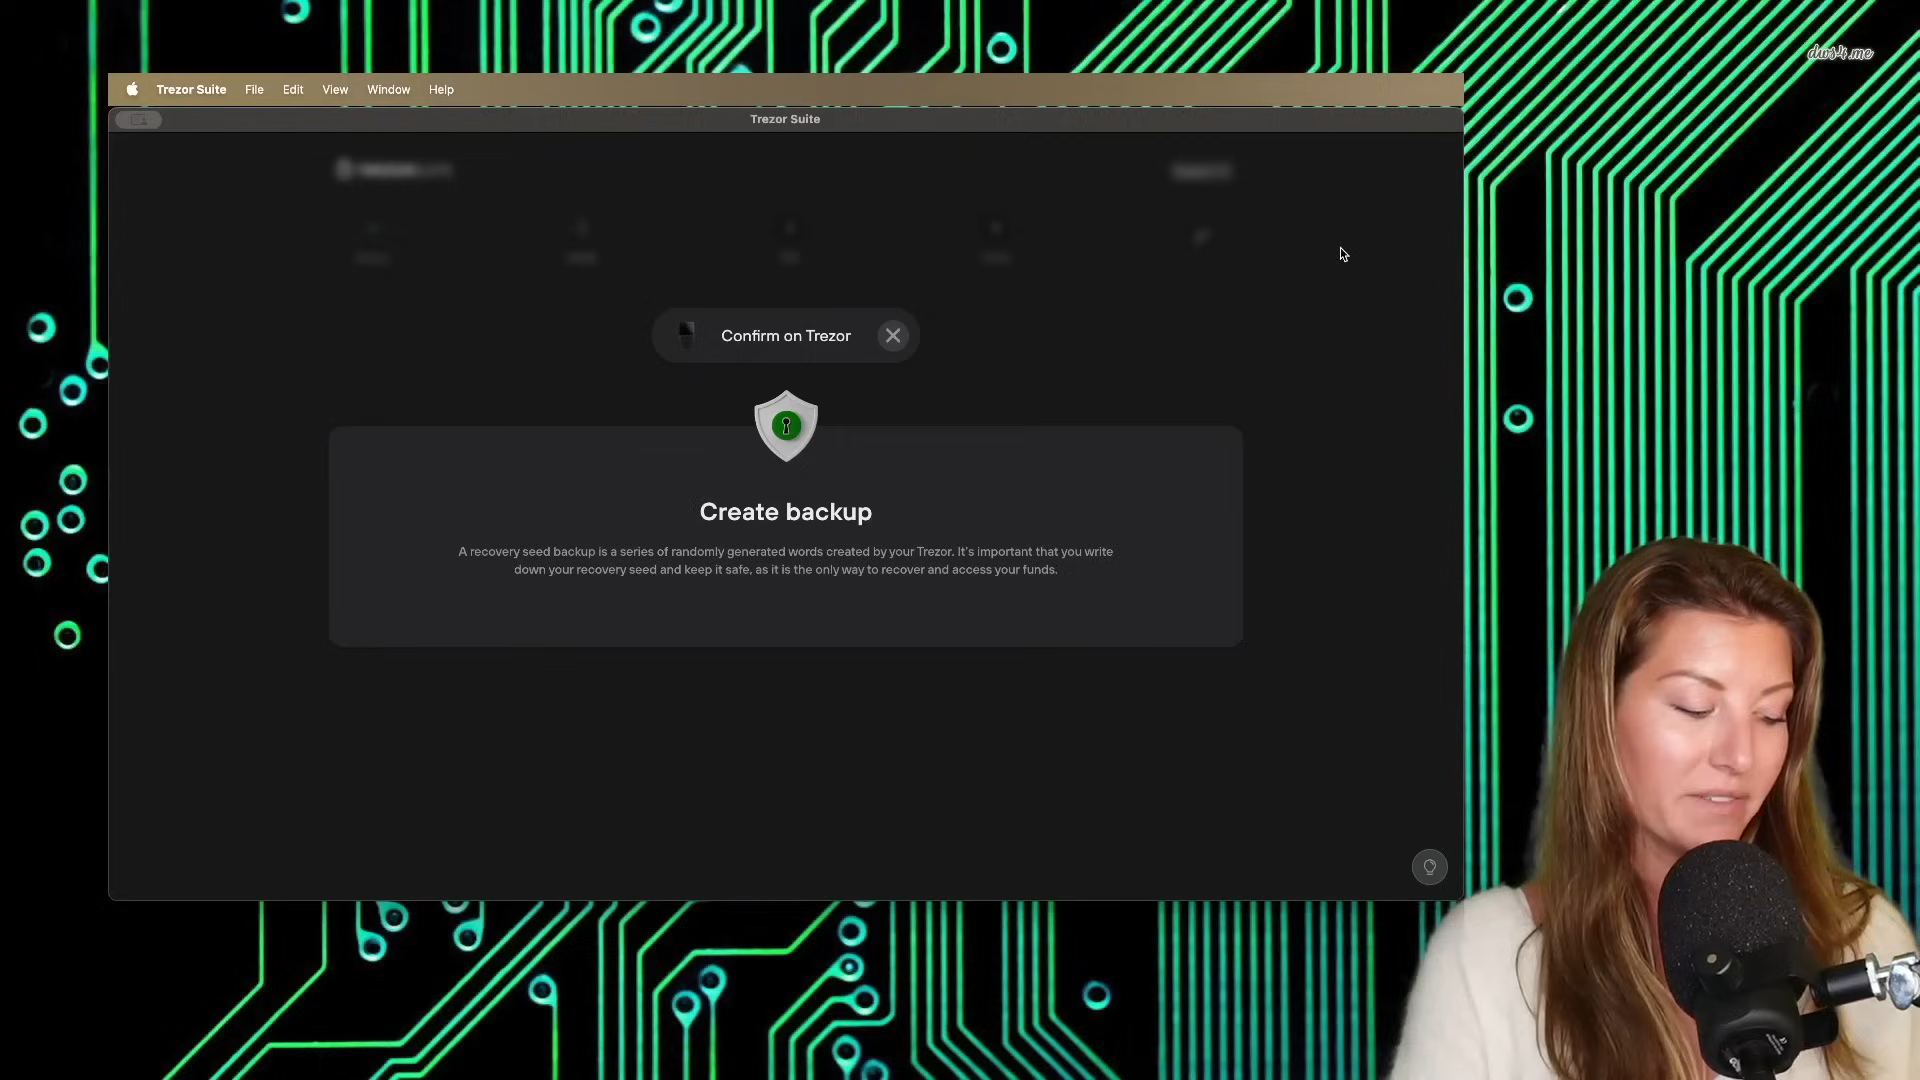 dws4.me
Trezor Suite File Edit View Window Help
Trezor Suite
Confirm on Trezor
Create backup
A recovery seed backup is a series of randomly generated words created by your Trezor. It's important that you write
down your recovery seed and keep it safe, as it is the only way to recover and access your funds.